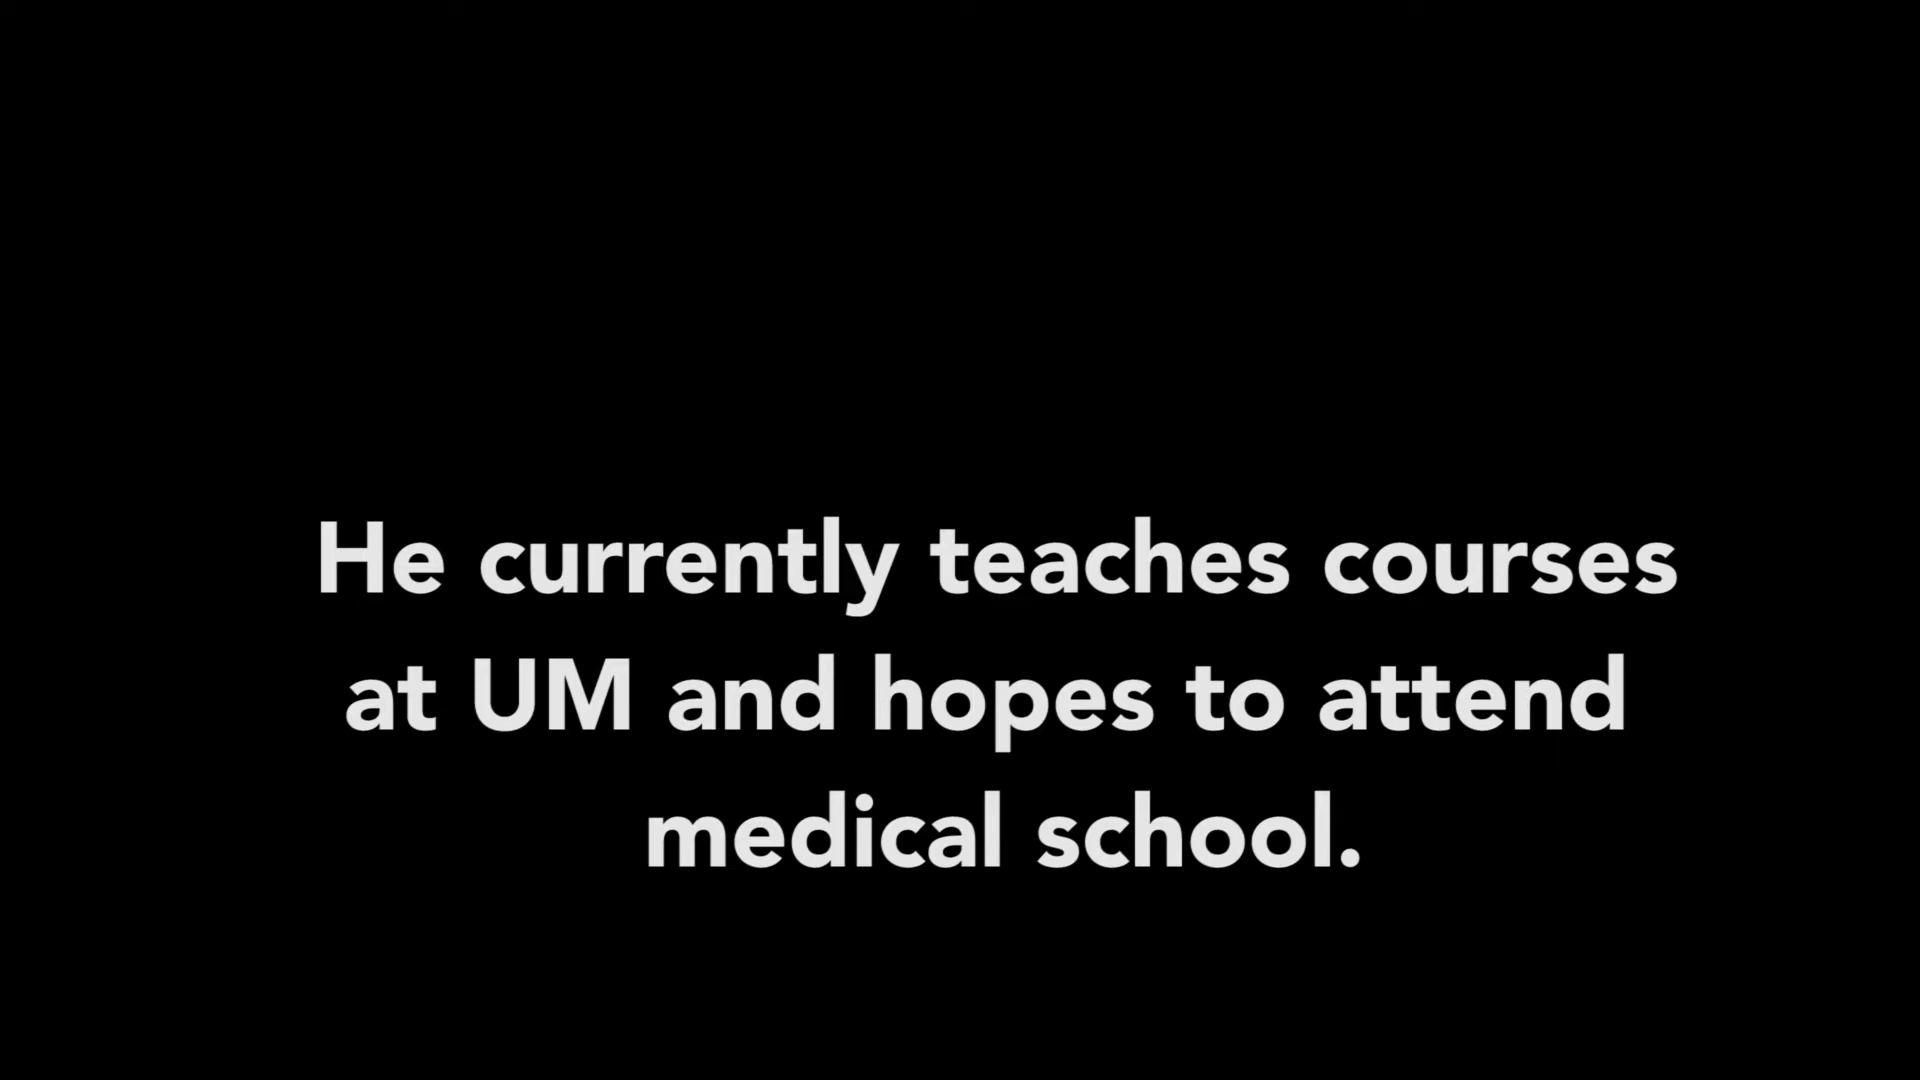 He currently teaches courses
at UM and hopes to attend
medical school.